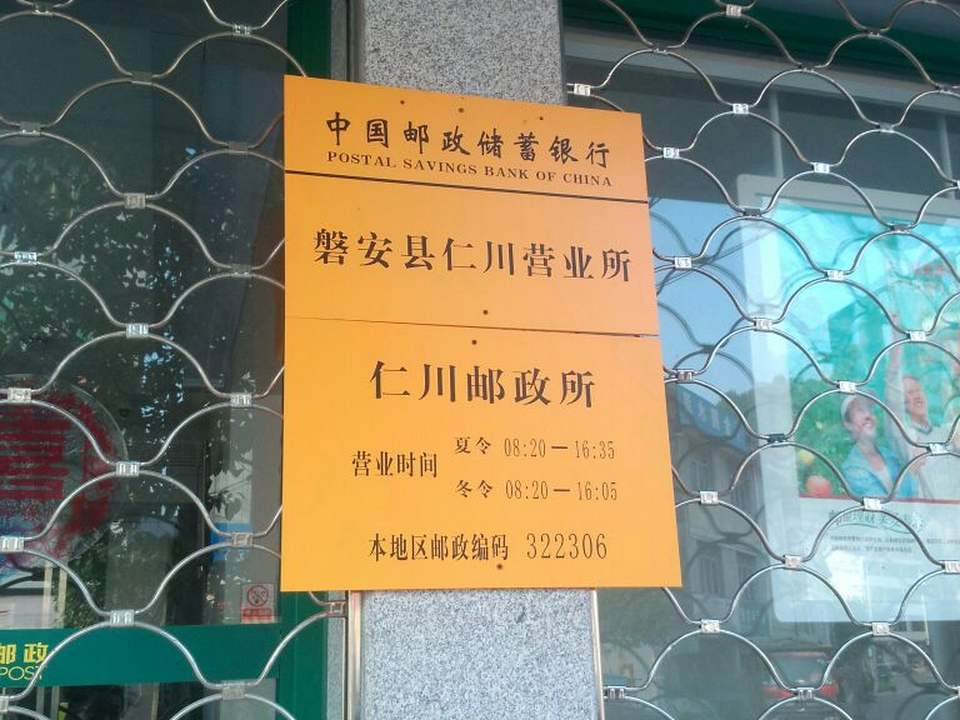 中国邮政储蓄银行
POSTAL SAVINGS BANK OF CHINA
磐安县仁川营业所
仁川邮政所
营业时间
夏令 08:20—16:35
冬令 08:20—16:05
本地区邮政编码 322306
邮政
POST